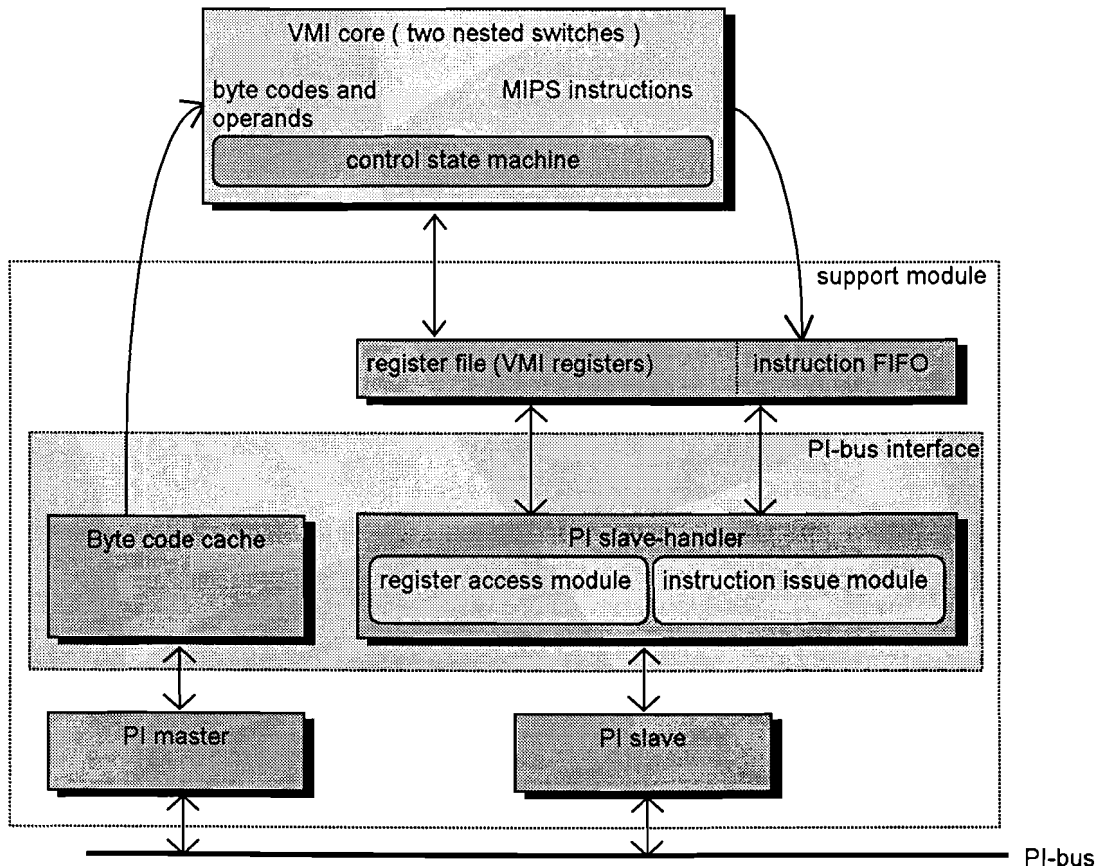 VMI core ( two nested switches )
byte codes and
operands
MIPS instructions
control state machine
support module
register file (VMI registers)
instruction FIFO
PI-bus interface
Byte code cache
PI slave-handler
register access module
instruction issue module
PI master
PI slave
PI-bus